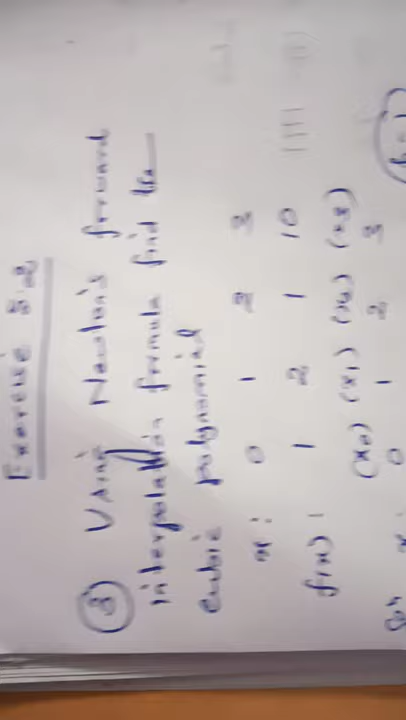 Exercise 5.2
③ Using Newton's forward
interpolation formula find the
cubic polynomial
x : 0 1 2 3
f(x) : 1 2 1 10
(x0) (x1) (x2) (x3)
x : 0 1 2 3